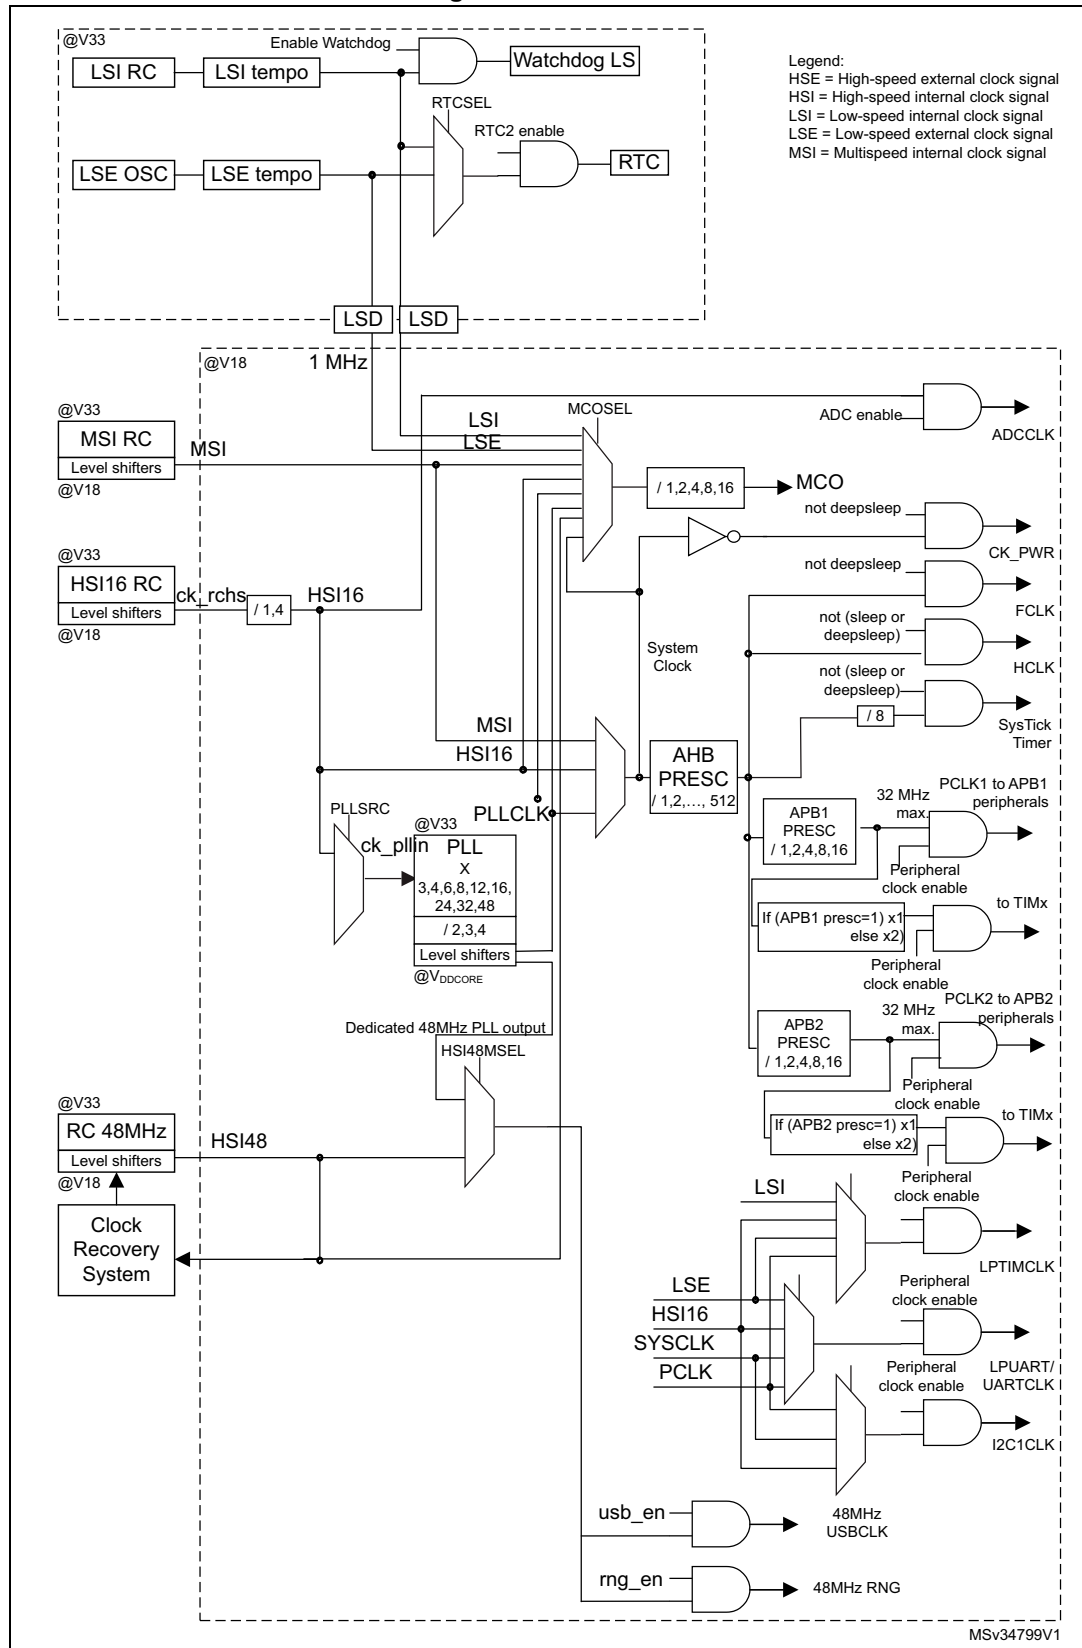 @V33
Enable Watchdog
LSI RC
LSI tempo
Watchdog LS
RTCSEL
RTC2 enable
LSE OSC
LSE tempo
RTC
Legend:
HSE = High-speed external clock signal
HSI = High-speed internal clock signal
LSI = Low-speed internal clock signal
LSE = Low-speed external clock signal
MSI = Multispeed internal clock signal
LSD
LSD
@V18
1 MHz
@V33
MSI RC
Level shifters
@V18
MSI
LSI
LSE
MCOSEL
/ 1,2,4,8,16
MCO
ADC enable
ADCCLK
not deepsleep
CK_PWR
@V33
HSI16 RC
Level shifters
@V18
ck_rchs
/ 1,4
HSI16
not deepsleep
FCLK
not (sleep or
deepsleep)
HCLK
System
Clock
not (sleep or
deepsleep)
/ 8
SysTick
Timer
MSI
HSI16
PLLCLK
AHB
PRESC
/ 1,2,…, 512
PLLSRC
ck_pllin
@V33
PLL
X
3,4,6,8,12,16,
24,32,48
/ 2,3,4
Level shifters
@VDDCORE
APB1
PRESC
/ 1,2,4,8,16
32 MHz
max.
PCLK1 to APB1
peripherals
Peripheral
clock enable
If (APB1 presc=1) x1
else x2)
to TIMx
Peripheral
clock enable
APB2
PRESC
/ 1,2,4,8,16
32 MHz
max.
PCLK2 to APB2
peripherals
Peripheral
clock enable
If (APB2 presc=1) x1
else x2)
to TIMx
Peripheral
clock enable
Dedicated 48MHz PLL output
HSI48MSEL
@V33
RC 48MHz
Level shifters
@V18
HSI48
Clock
Recovery
System
LSI
LPTIMCLK
LSE
HSI16
SYSCLK
PCLK
Peripheral
clock enable
LPUART/
UARTCLK
Peripheral
clock enable
I2C1CLK
usb_en
48MHz
USBCLK
rng_en
48MHz RNG
MSv34799V1